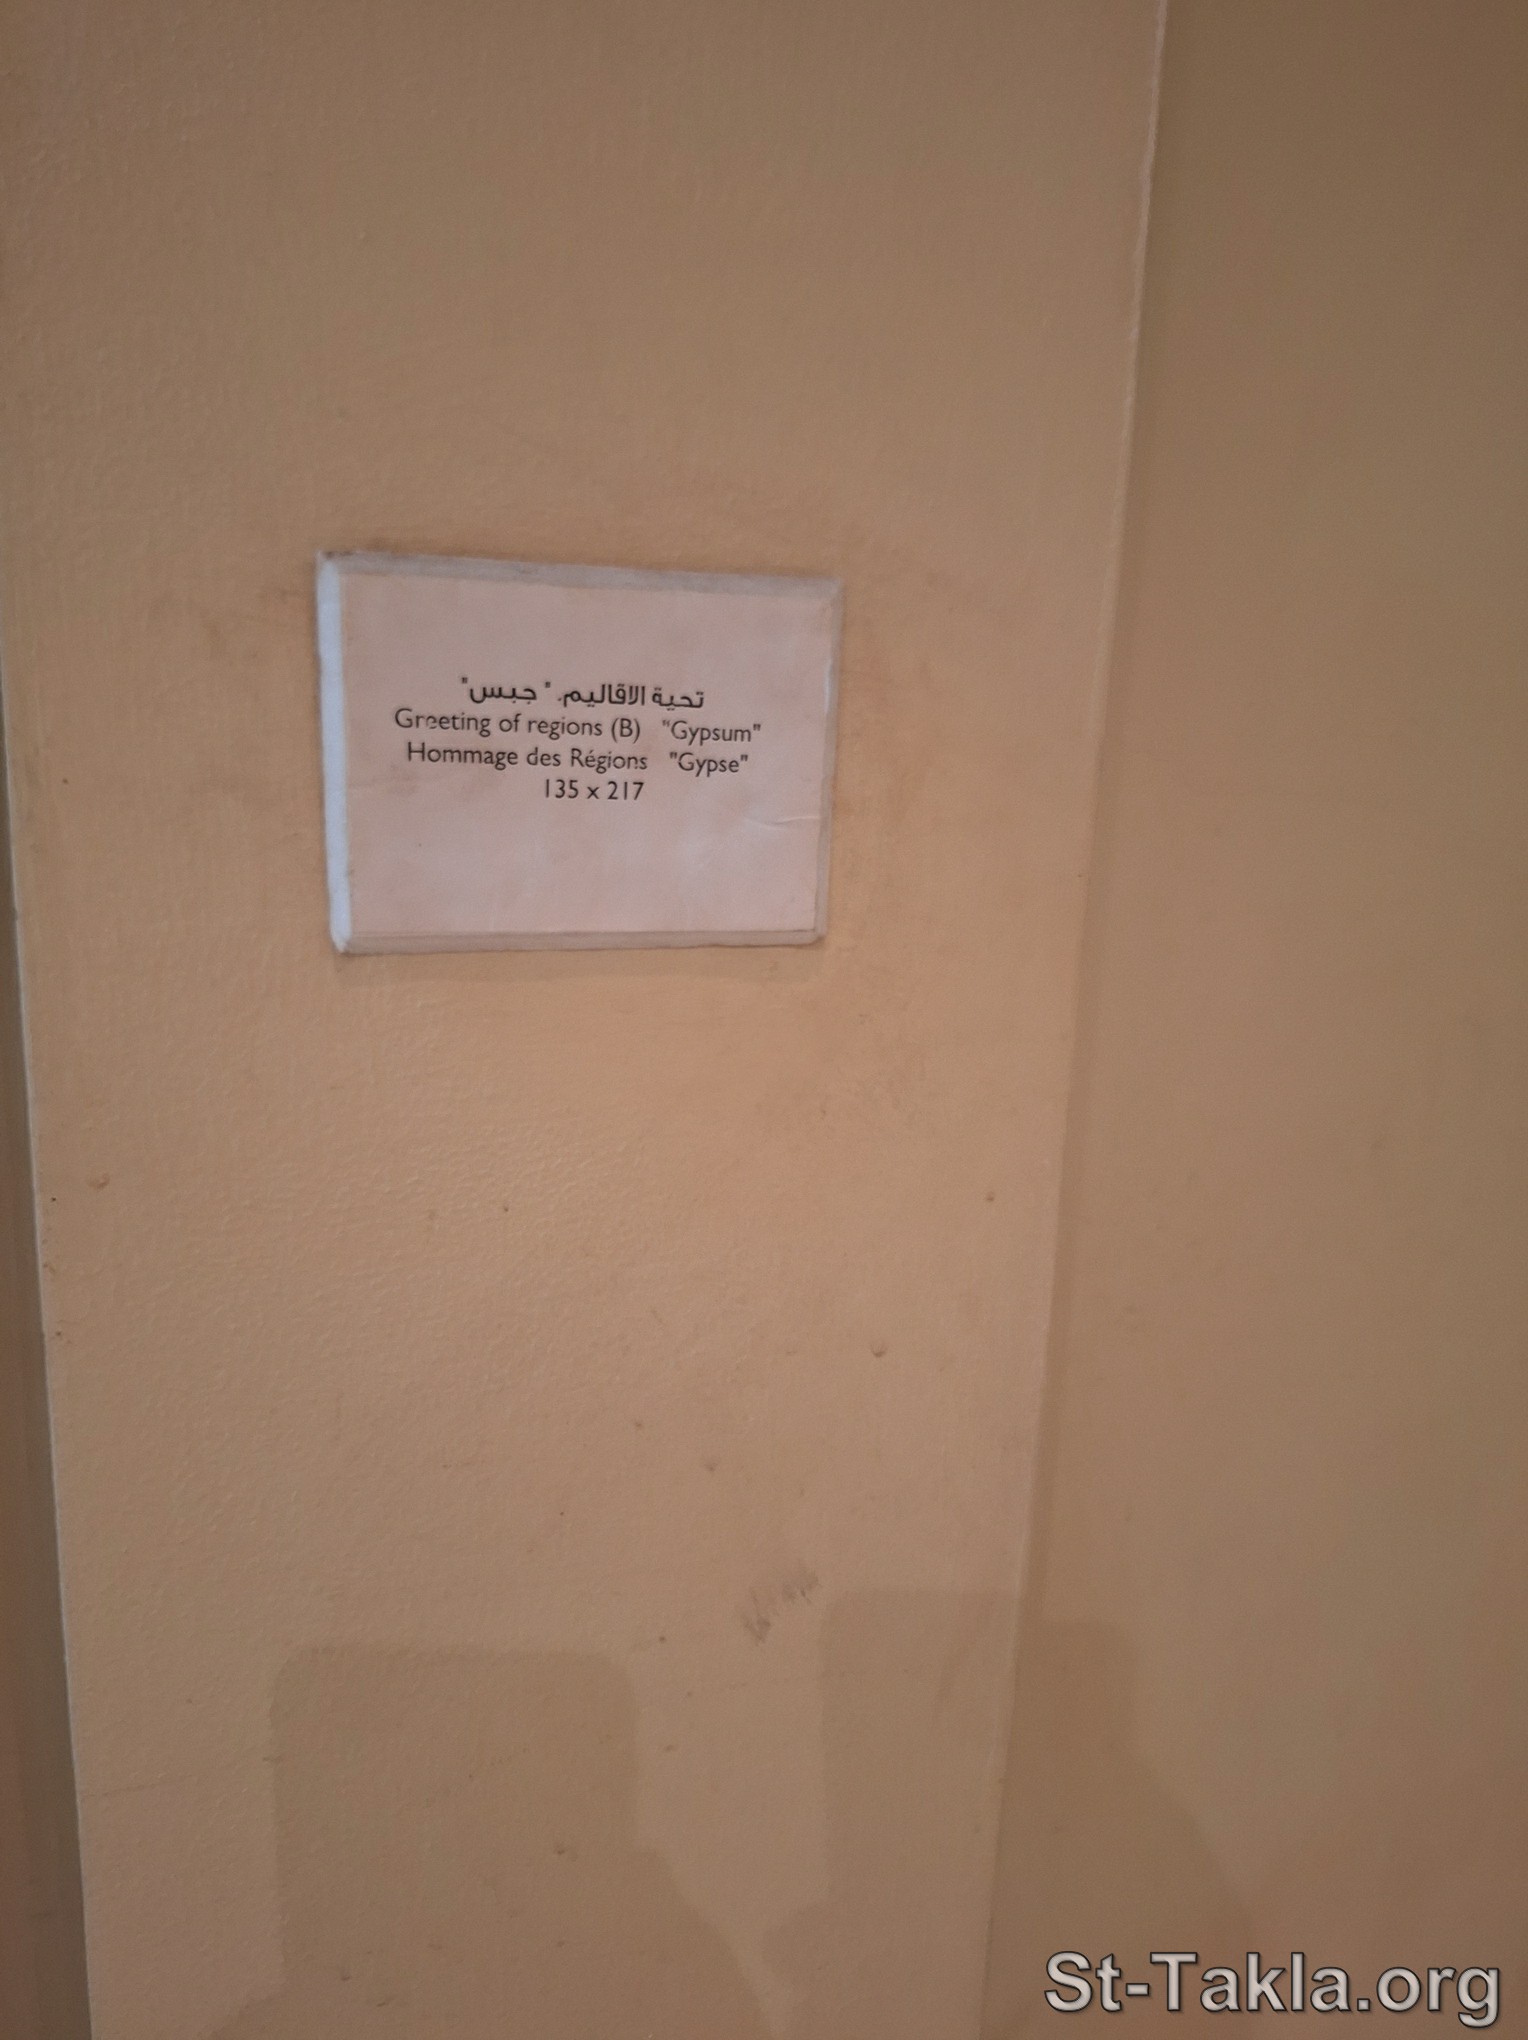 تحية الاقاليم. "جبس"
Greeting of regions (B) "Gypsum"
Hommage des Régions "Gypse"
135 x 217
St-Takla.org